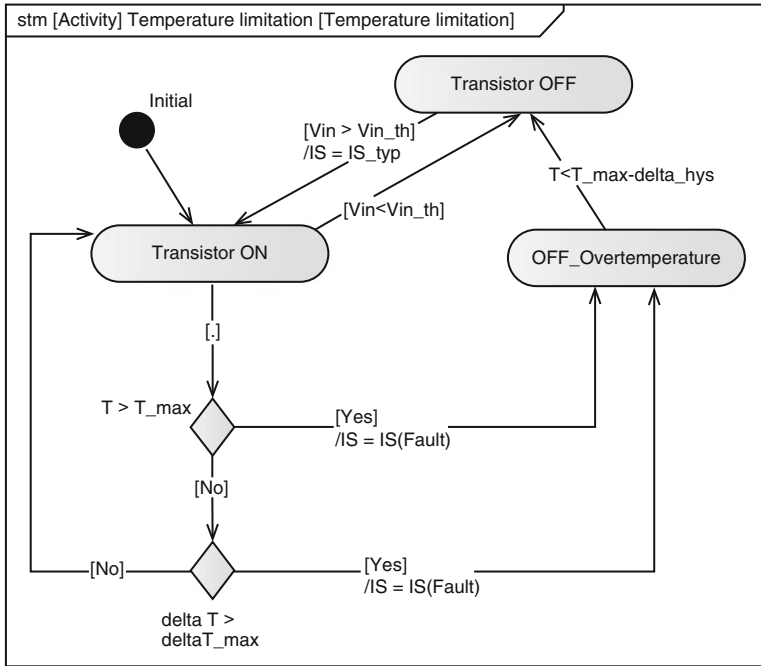 stm [Activity] Temperature limitation [Temperature limitation]
Initial
Transistor OFF
[Vin > Vin_th]
/IS = IS_typ
T<T_max-delta_hys
[Vin<Vin_th]
Transistor ON
OFF_Overtemperature
[.]
T > T_max
[Yes]
/IS = IS(Fault)
[No]
[No]
[Yes]
/IS = IS(Fault)
delta T >
deltaT_max